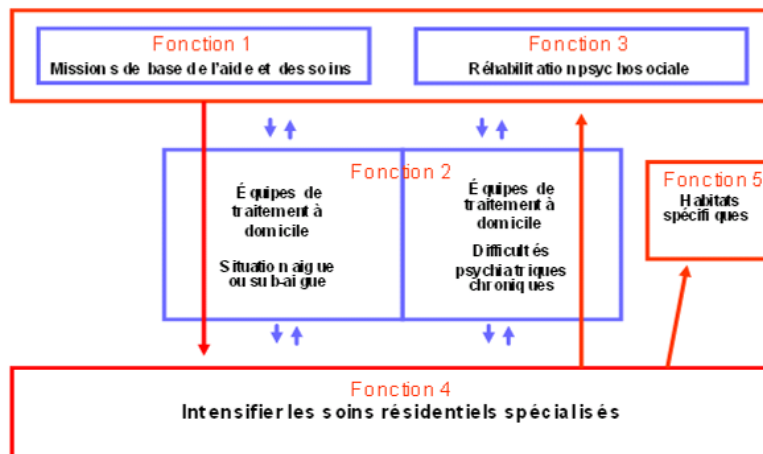 Fonction 1
Missions de base de l'aide et des soins
Fonction 3
Réhabilitation psychosociale
Fonction 2
Équipes de
traitement à
domicile
Situation aigue
ou sub-aigue
Équipes de
traitement à
domicile
Difficultés
psychiatriques
chroniques
Fonction 5
Habitats
spécifiques
Fonction 4
Intensifier les soins résidentiels spécialisés